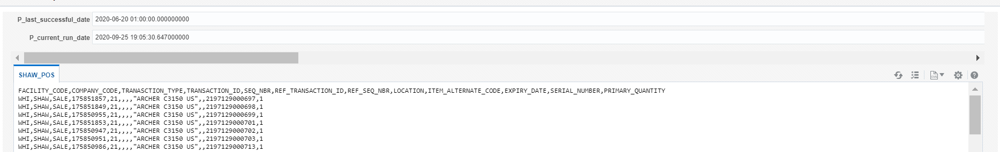 P_last_successful_date 2020-06-20 01:00:00.000000000
P_current_run_date 2020-09-25 19:05:30.647000000
SHAW_POS
CVS
FACILITY_CODE,COMPANY_CODE,TRANASCTION_TYPE,TRANSACTION_ID,SEQ_NBR,REF_TRANSACTION_ID,REF_SEQ_NBR,LOCATION,ITEM_ALTERNATE_CODE,EXPIRY_DATE,SERIAL_NUMBER,PRIMARY_QUANTITY
WHI,SHAW,SALE,175851857,21,,,,"ARCHER C3150 US",,2197129000697,1
WHI,SHAW,SALE,175851849,21,,,,"ARCHER C3150 US",,2197129000698,1
WHI,SHAW,SALE,175850955,21,,,,"ARCHER C3150 US",,2197129000699,1
WHI,SHAW,SALE,175851853,21,,,,"ARCHER C3150 US",,2197129000701,1
WHI,SHAW,SALE,175850947,21,,,,"ARCHER C3150 US",,2197129000702,1
WHI,SHAW,SALE,175850951,21,,,,"ARCHER C3150 US",,2197129000703,1
WHI,SHAW,SALE,175850986,21,,,,"ARCHER C3150 US",,2197129000713,1